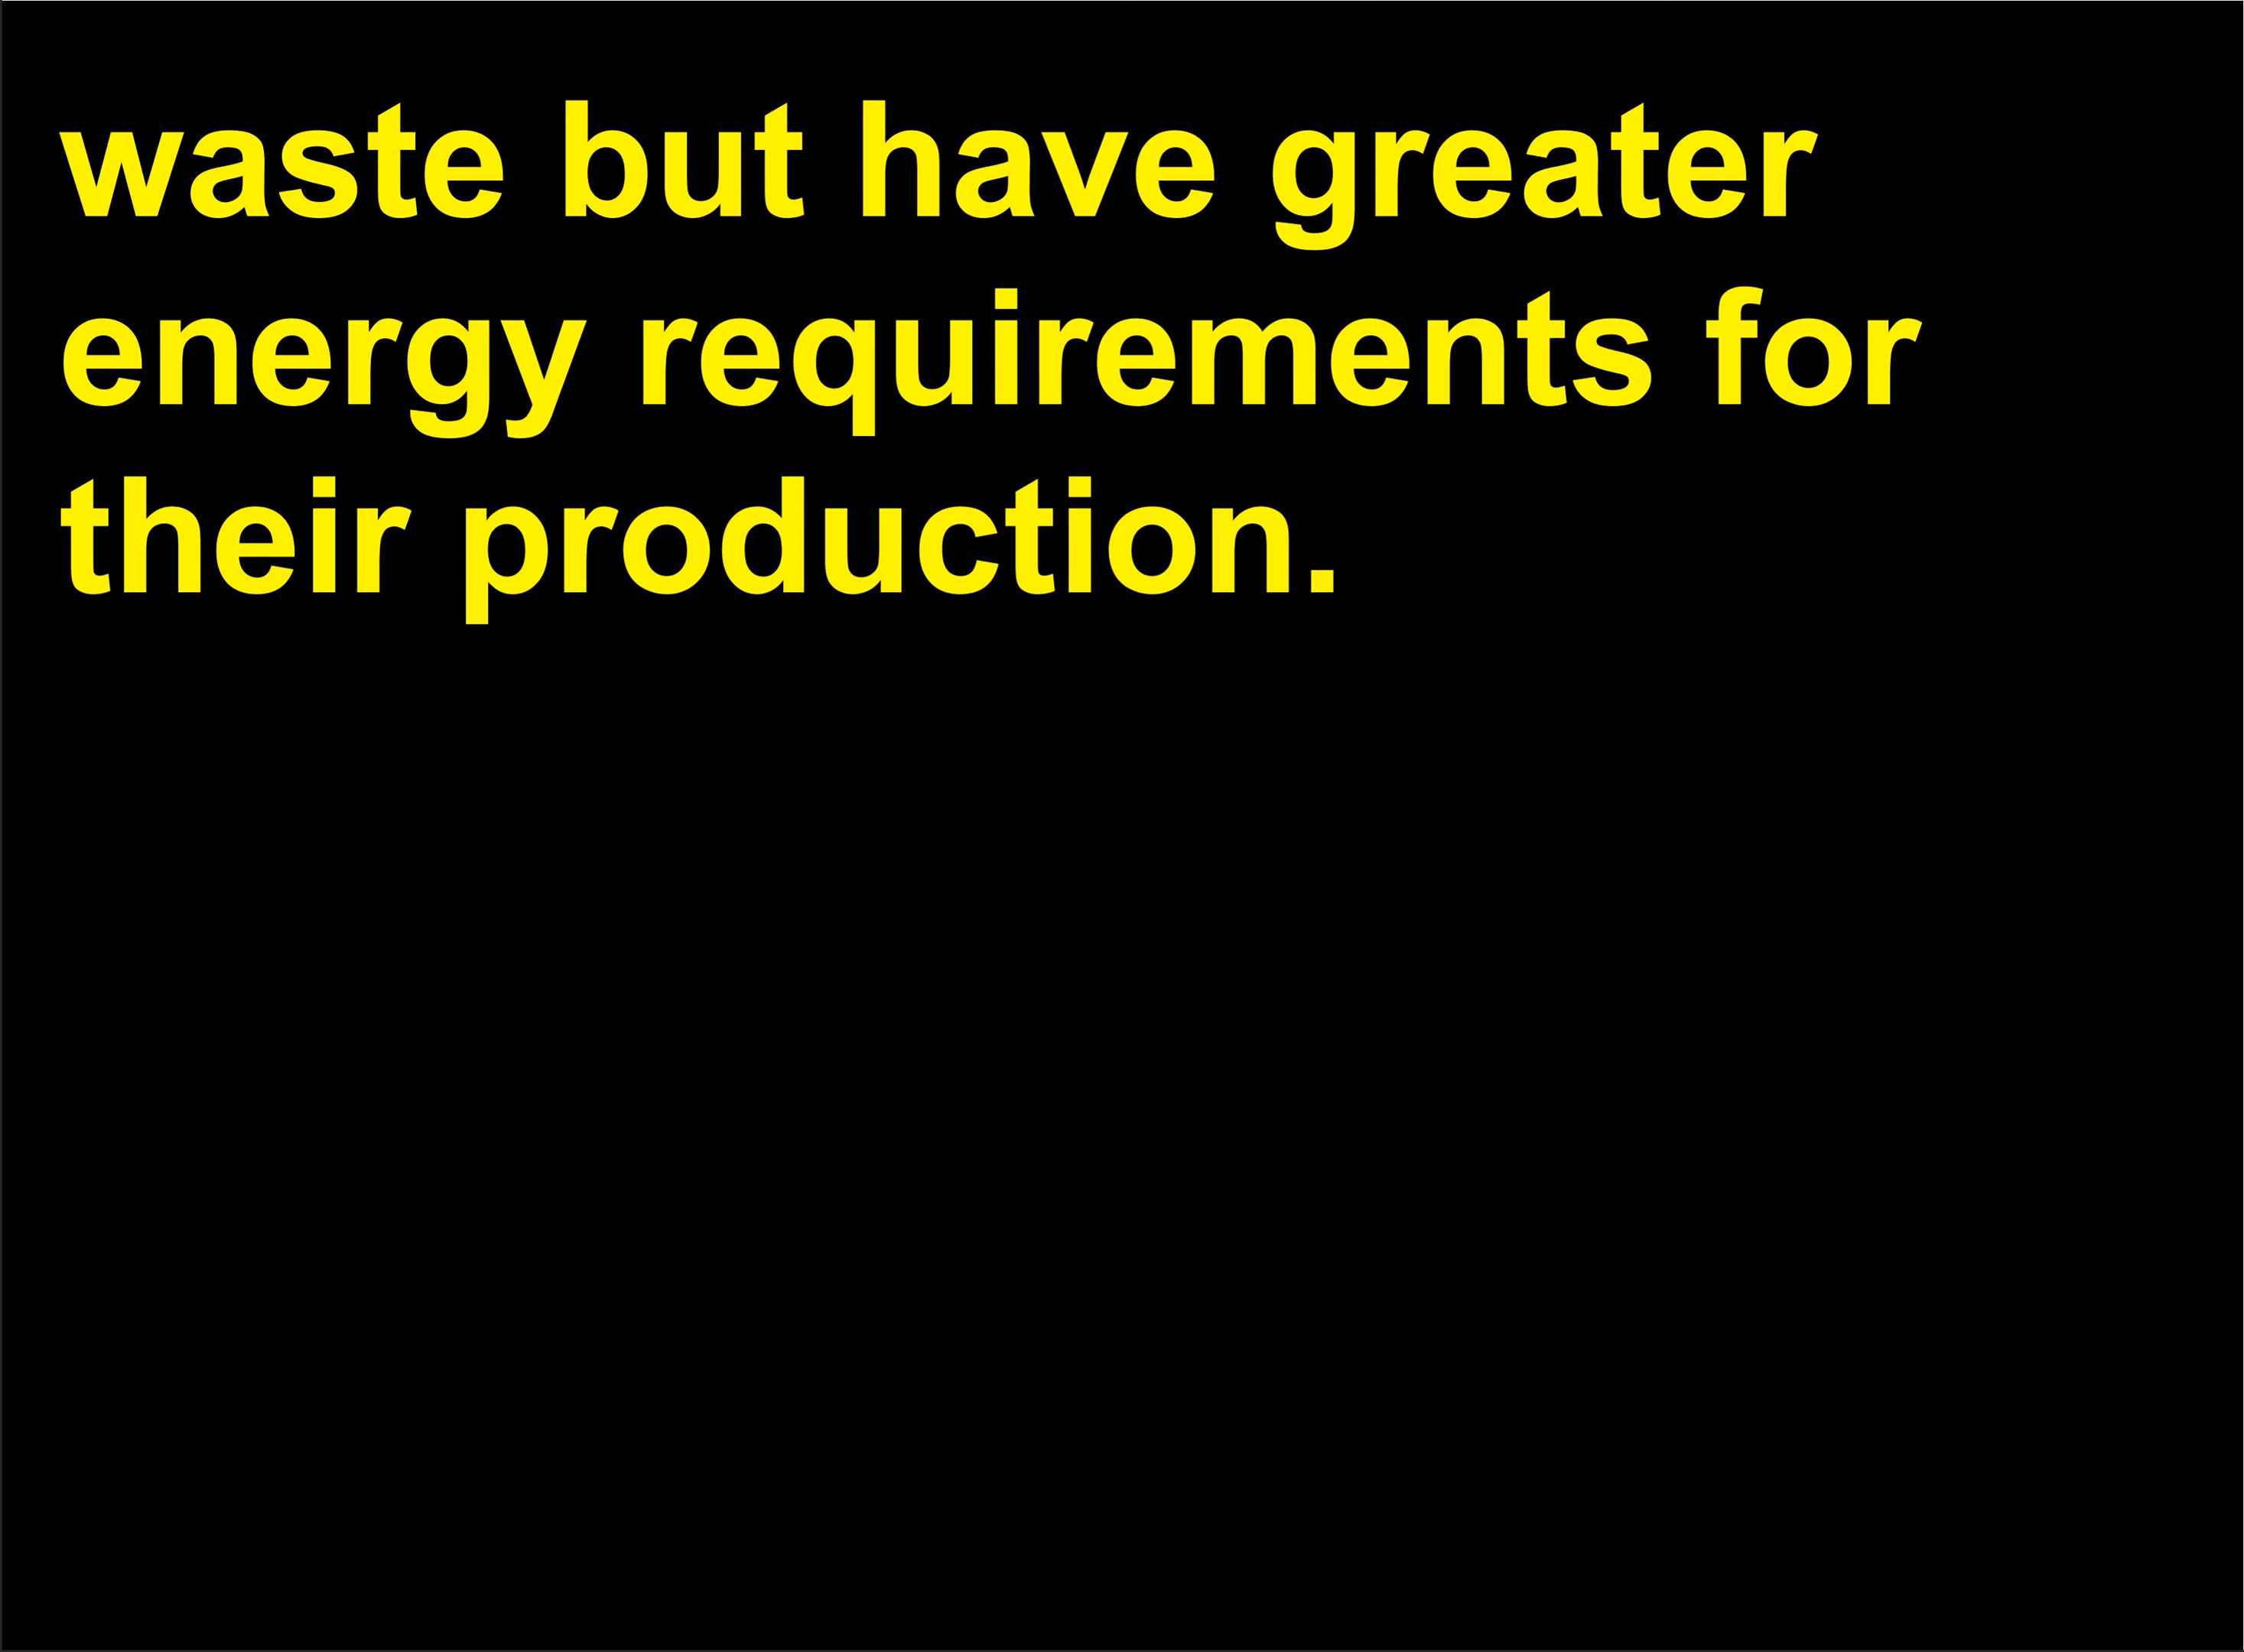 waste but have greater
energy requirements for
their production.